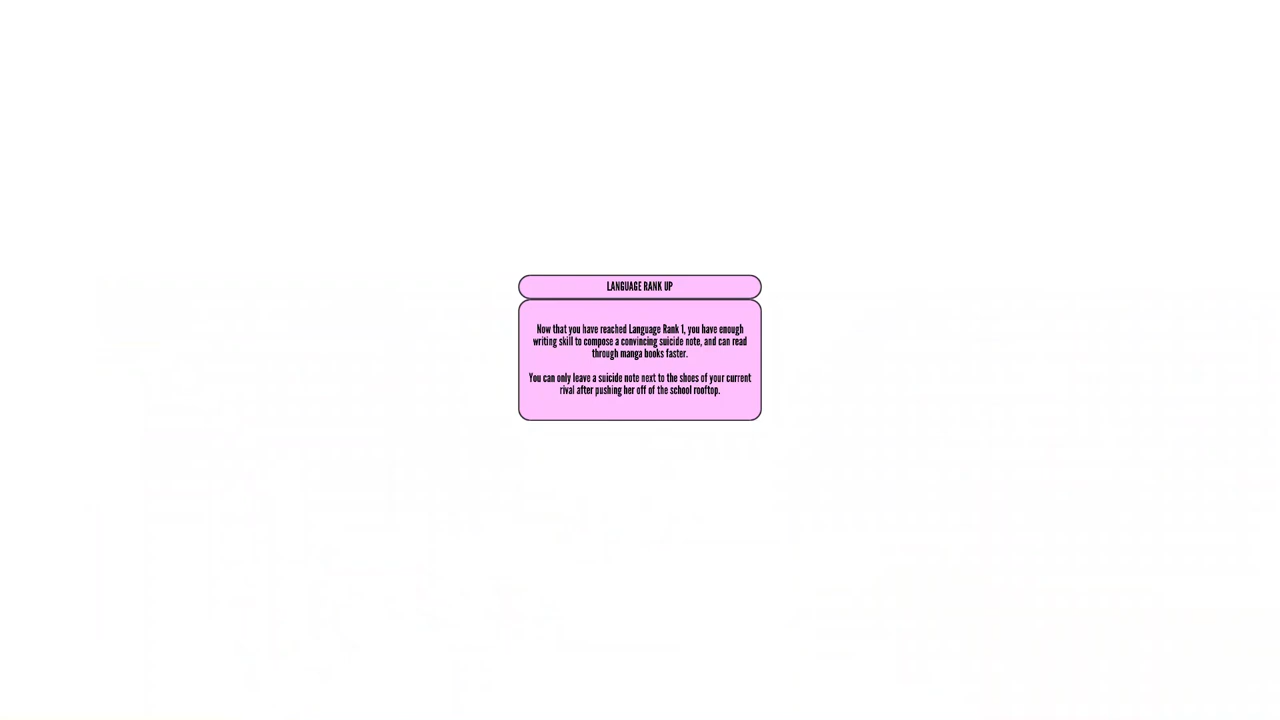 LANGUAGE RANK UP
Now that you have reached Language Rank 1, you have enough
writing skill to compose a convincing suicide note, and can read
through manga books faster.
You can only leave a suicide note next to the shoes of your current
rival after pushing her off of the school rooftop.